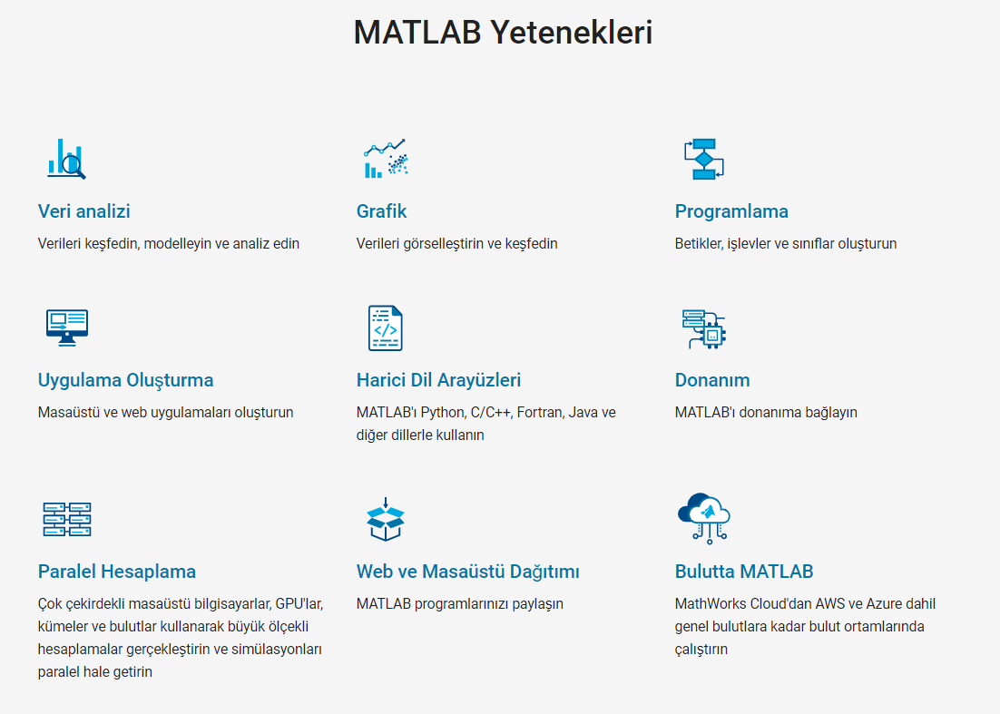 MATLAB Yetenekleri
Veri analizi
Verileri keşfedin, modelleyin ve analiz edin
Grafik
Verileri görselleştirin ve keşfedin
Programlama
Betikler, işlevler ve sınıflar oluşturun
Uygulama Oluşturma
Masaüstü ve web uygulamaları oluşturun
Harici Dil Arayüzleri
MATLAB'ı Python, C/C++, Fortran, Java ve
diğer dillerle kullanın
Donanım
MATLAB'ı donanıma bağlayın
Paralel Hesaplama
Çok çekirdekli masaüstü bilgisayarlar, GPU'lar,
kümeler ve bulutlar kullanarak büyük ölçekli
hesaplamalar gerçekleştirin ve simülasyonları
paralel hale getirin
Web ve Masaüstü Dağıtımı
MATLAB programlarınızı paylaşın
Bulutta MATLAB
MathWorks Cloud'dan AWS ve Azure dahil
genel bulutlara kadar bulut ortamlarında
çalıştırın